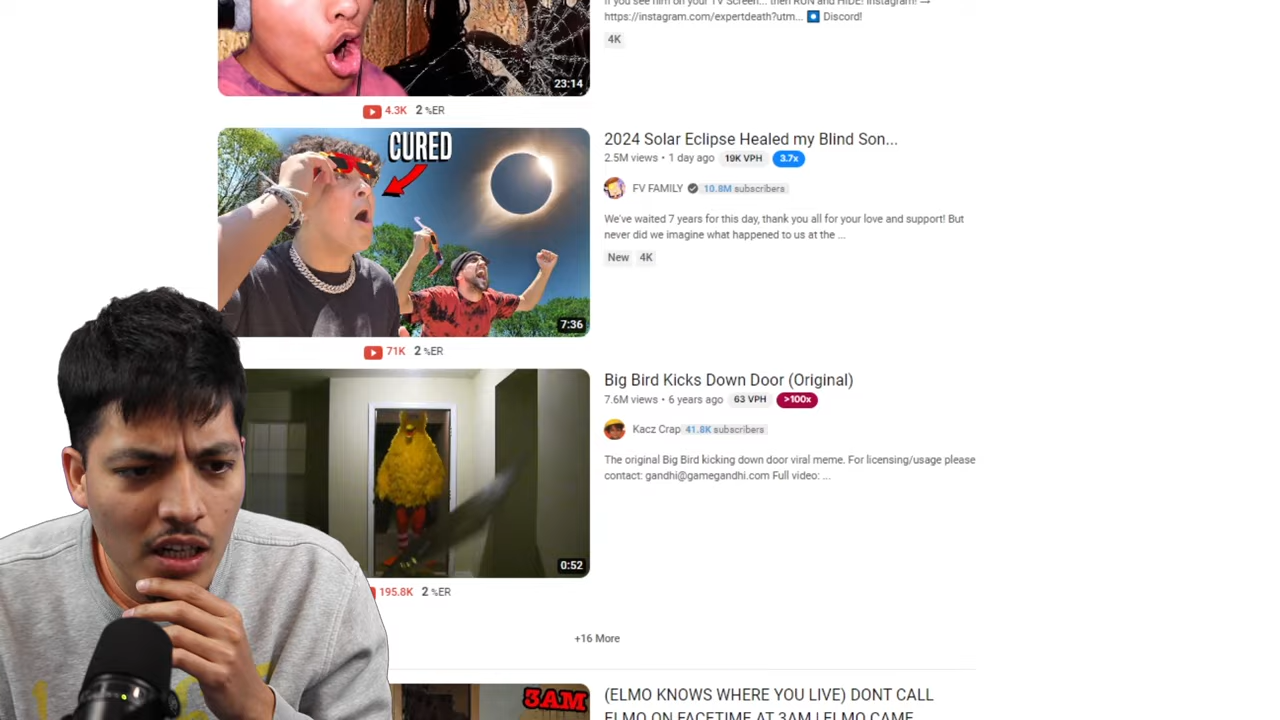 If you see him on your TV Screen... then RUN and HIDE! Instagram! →
https://instagram.com/expertdeath?utm... Discord!
4K
23:14
4.3K 2 %ER
CURED
7:36
2024 Solar Eclipse Healed my Blind Son...
2.5M views • 1 day ago 19K VPH 3.7x
FV FAMILY 10.8M subscribers
We've waited 7 years for this day, thank you all for your love and support! But
never did we imagine what happened to us at the ...
New 4K
71K 2 %ER
0:52
Big Bird Kicks Down Door (Original)
7.6M views • 6 years ago 63 VPH >100x
Kacz Crap 41.8K subscribers
The original Big Bird kicking down door viral meme. For licensing/usage please
contact: gandhi@gamegandhi.com Full video: ...
195.8K 2 %ER
+16 More
3AM
(ELMO KNOWS WHERE YOU LIVE) DONT CALL
ELMO ON FACETIME AT 3AM | ELMO CAME